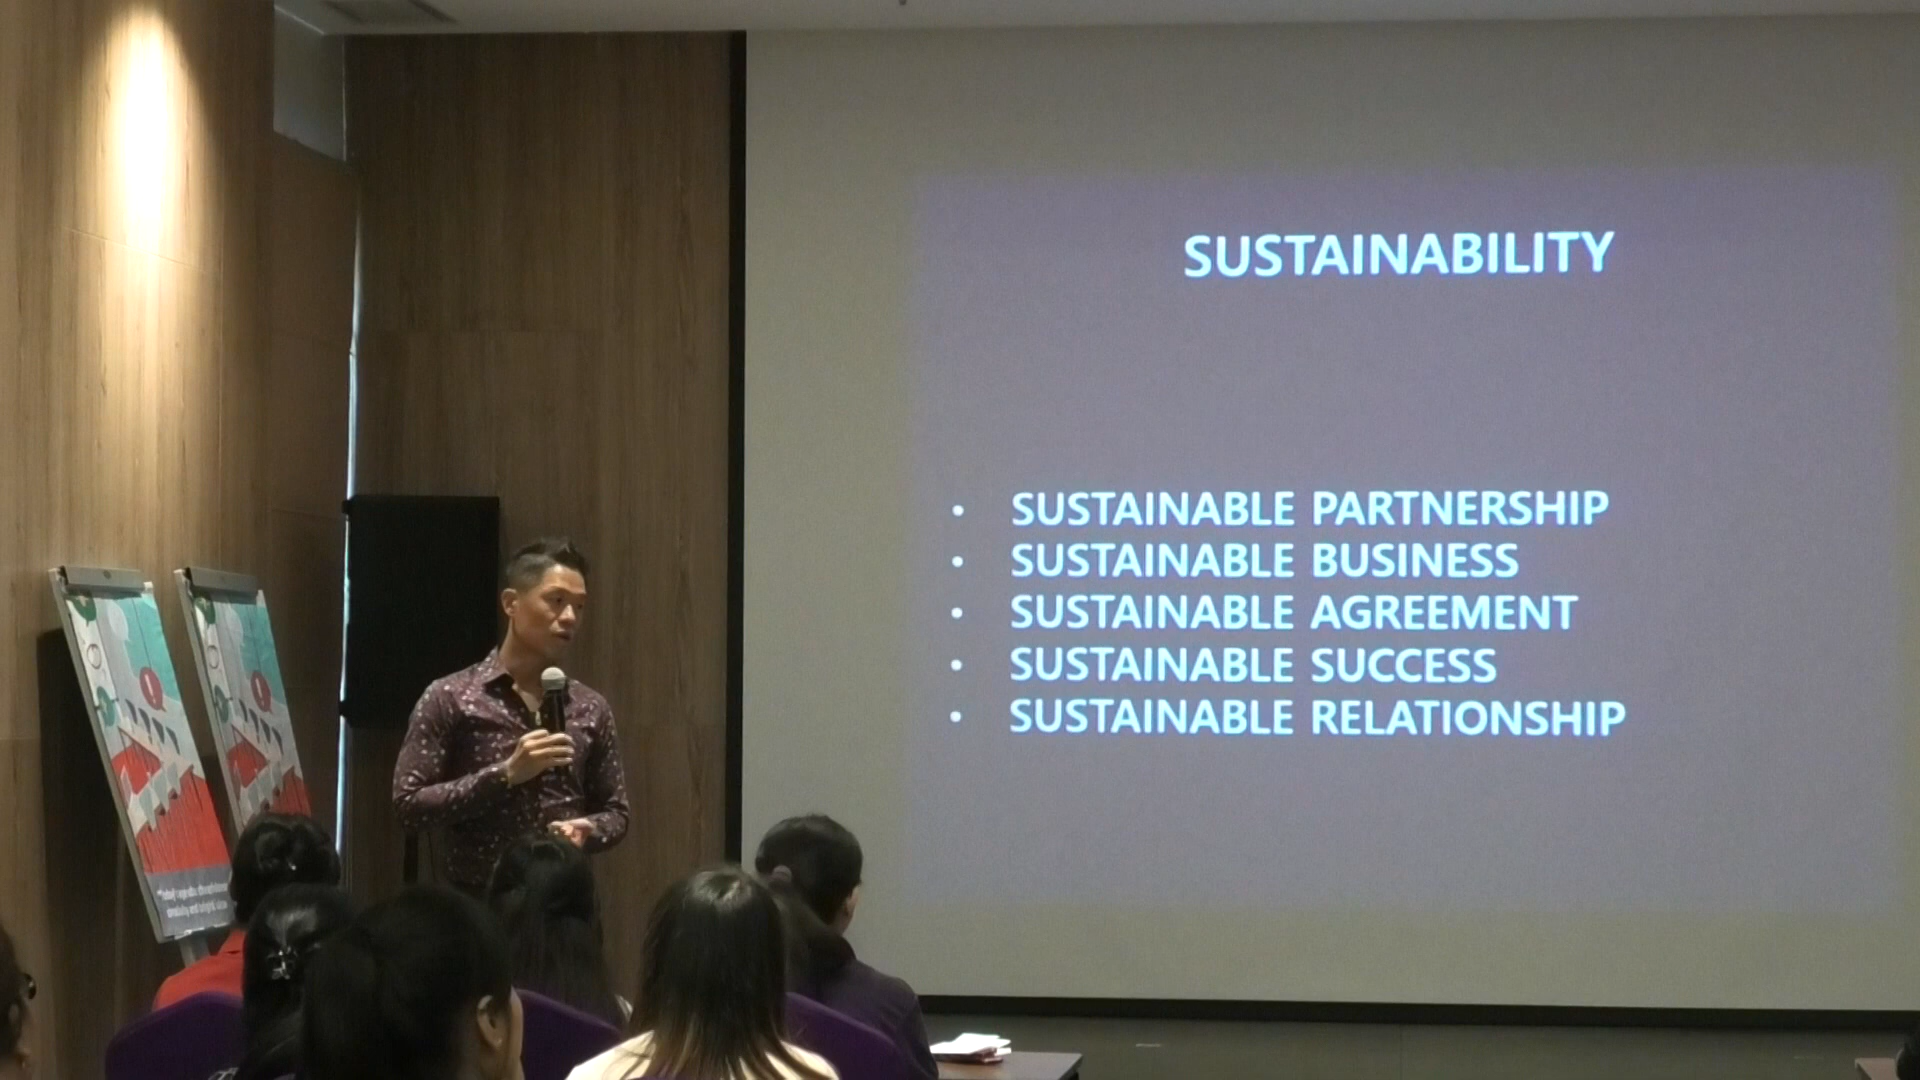 SUSTAINABILITY
• SUSTAINABLE PARTNERSHIP
• SUSTAINABLE BUSINESS
• SUSTAINABLE AGREEMENT
• SUSTAINABLE SUCCESS
• SUSTAINABLE RELATIONSHIP